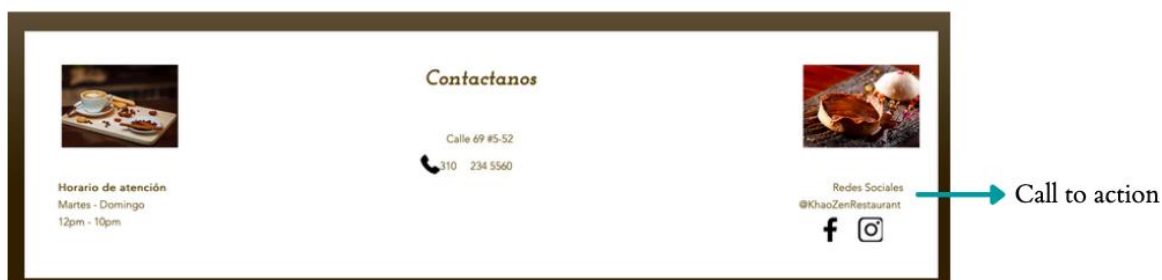 Contactanos
Calle 69 #5-52
310 234 5560
Horario de atención
Martes - Domingo
12pm - 10pm
Redes Sociales
@KhaoZenRestaurant
Call to action